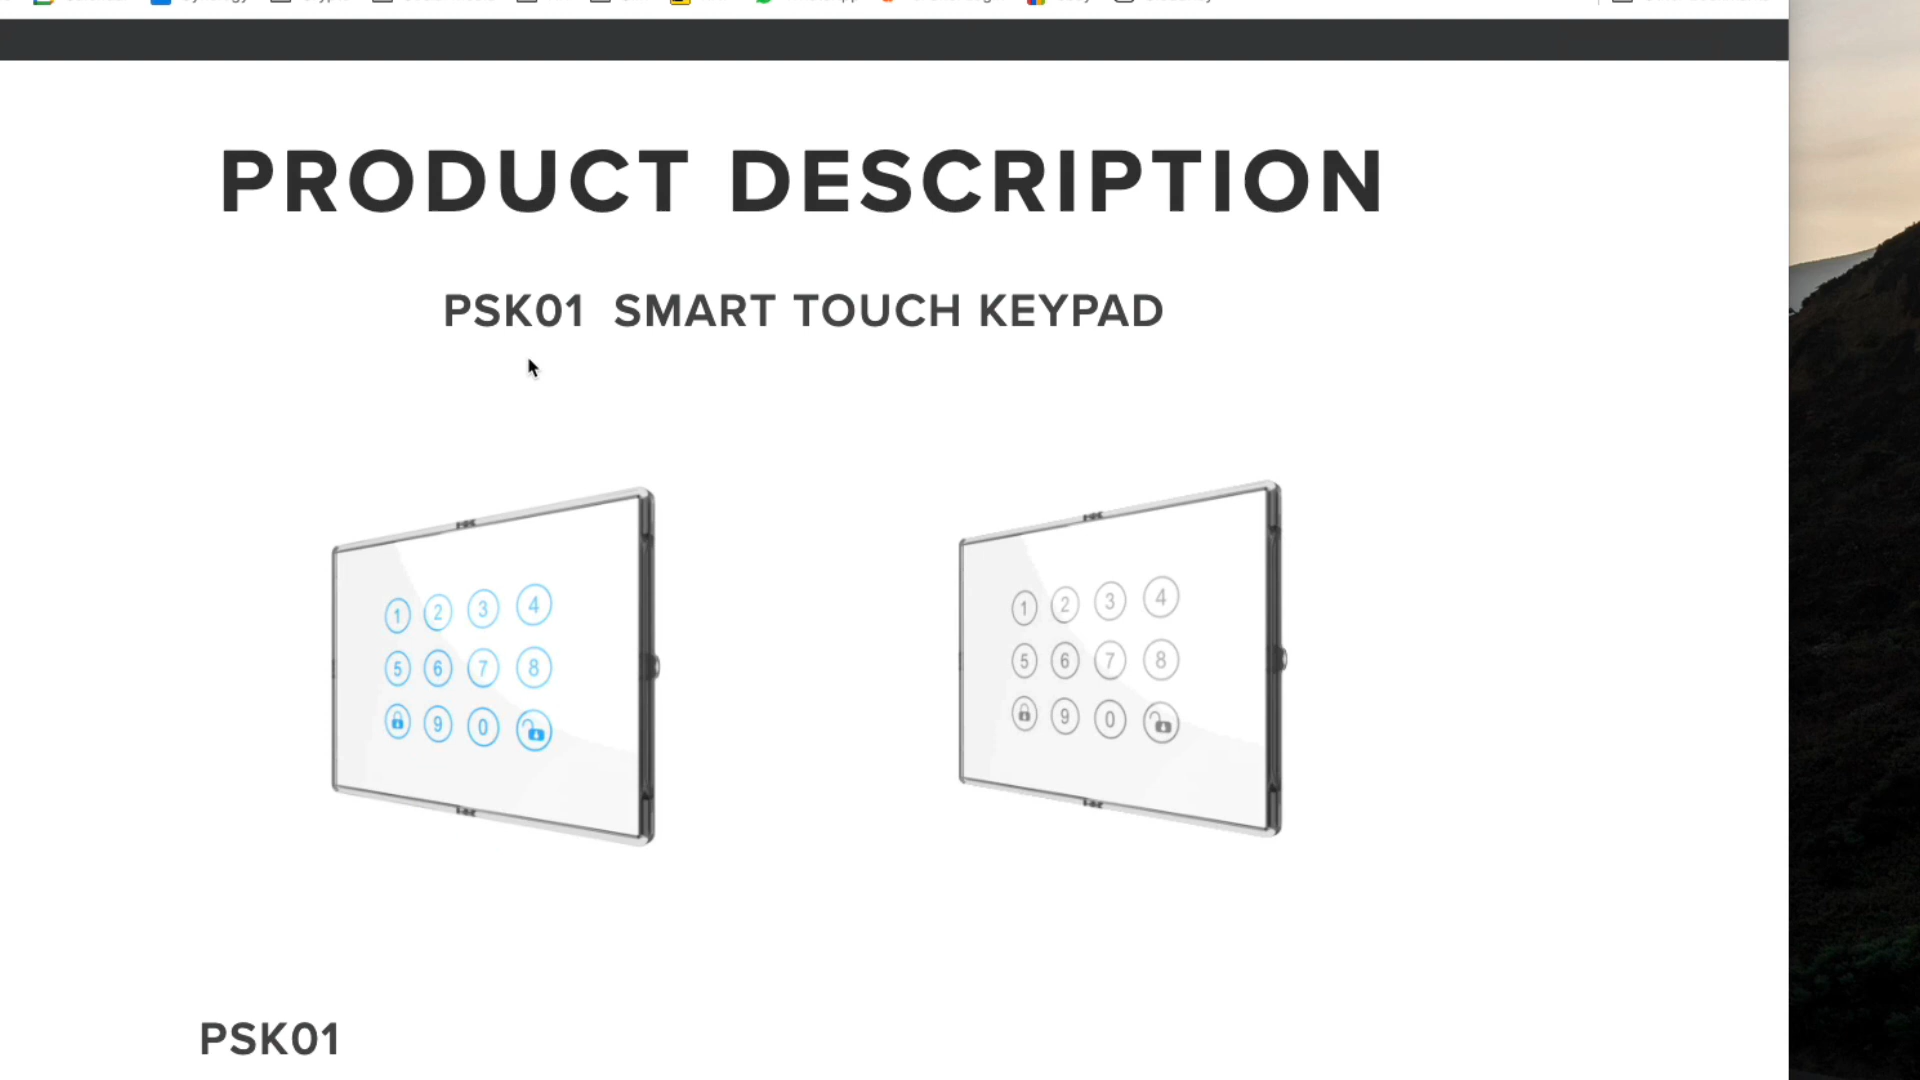 PRODUCT DESCRIPTION
PSK01 SMART TOUCH KEYPAD
1 2 3 4
5 6 7 8
9 0
1 2 3 4
5 6 7 8
9 0
PSK01